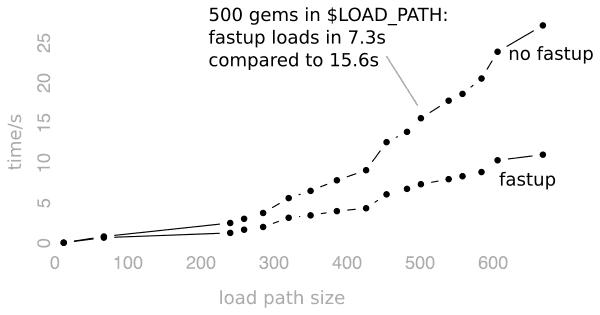 500 gems in $LOAD_PATH:
fastup loads in 7.3s
compared to 15.6s
no fastup
fastup
time/s
25
20
15
10
5
0
0 100 200 300 400 500 600
load path size